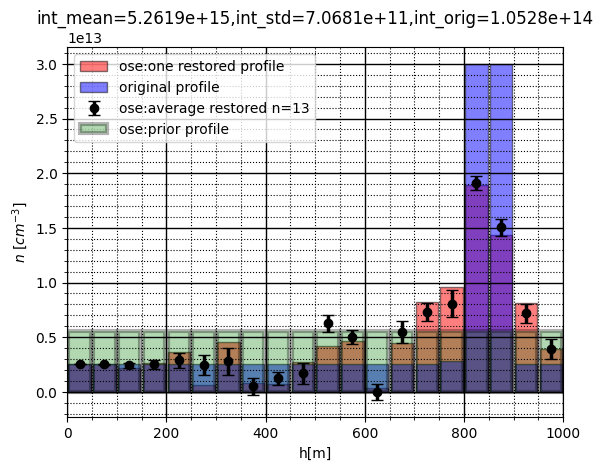 int_mean=5.2619e+15,int_std=7.0681e+11,int_orig=1.0528e+14
1e13
ose:one restored profile
original profile
ose:average restored n=13
ose:prior profile
3.0
2.5
2.0
1.5
1.0
0.5
0.0
n [cm⁻³]
0 200 400 600 800 1000
h[m]